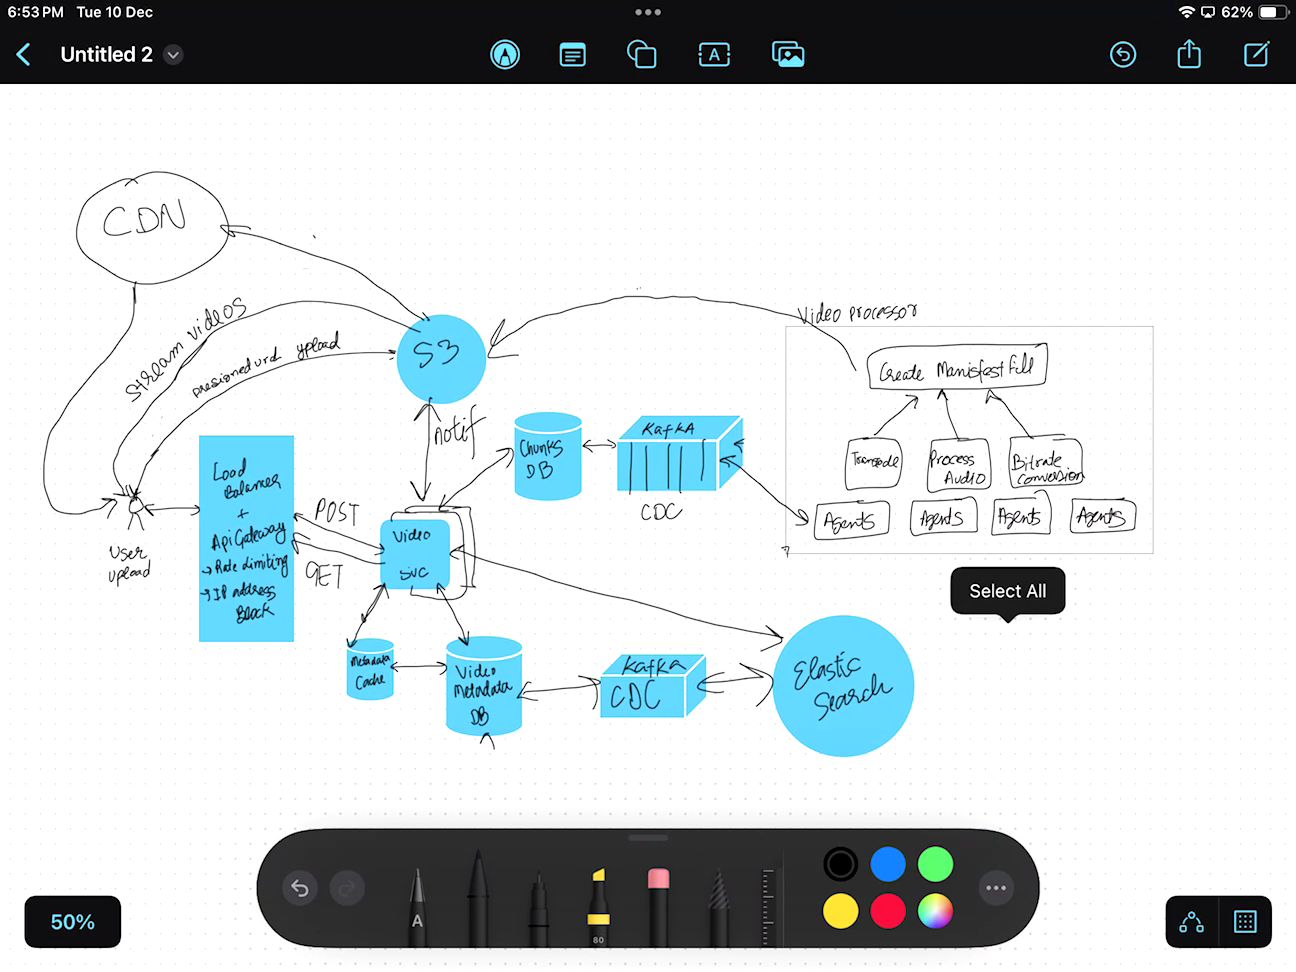 6:53 PM Tue 10 Dec
62%
Untitled 2
A
CDN
Stream videos
presigned url upload
S3
notif
Chunks
DB
KafkA
CDC
Video processor
Create Manisfest File
Transcode
Process
Audio
Bitrate
Conversion
Agents
Agents
Agents
Agents
Select All
User
upload
Load
Balancer
+
Api Gateway
→ Rate limiting
→ IP address
Block
POST
GET
Video
svc
Metadata
Cache
Video
Metadata
DB
Kafka
CDC
Elastic
Search
50%
A
80